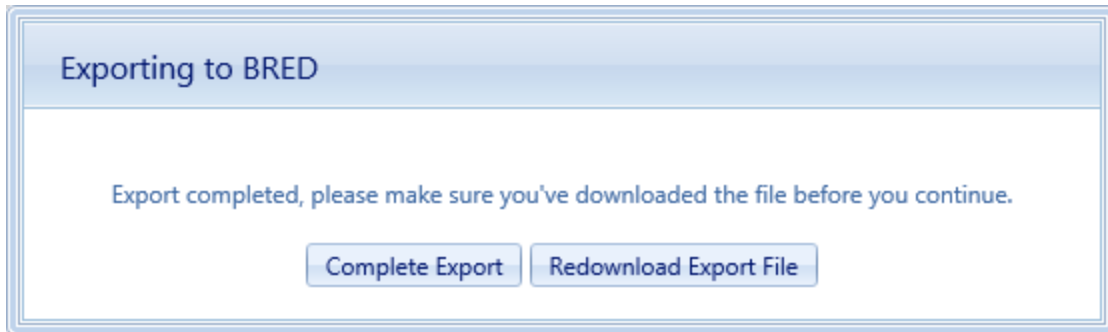 Exporting to BRED
Export completed, please make sure you've downloaded the file before you continue.
Complete Export
Redownload Export File